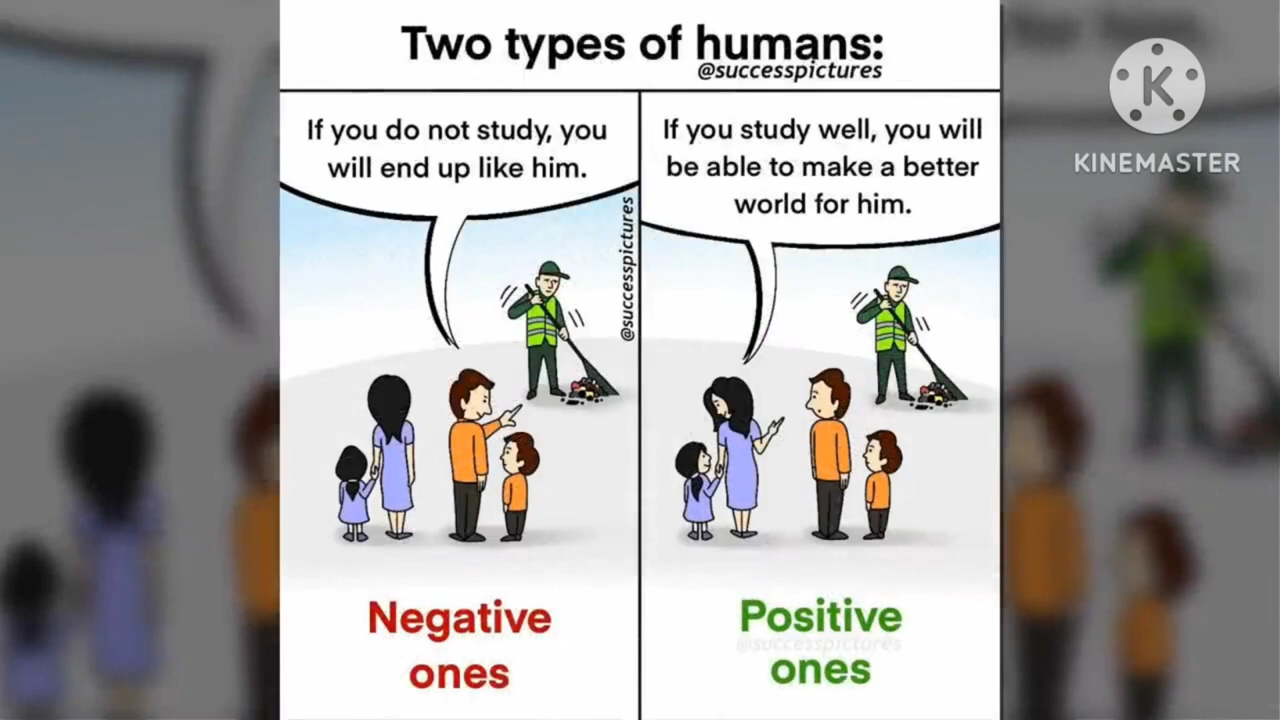 Two types of humans:
@successpictures
If you do not study, you
will end up like him.
@successpictures
If you study well, you will
be able to make a better
world for him.
Negative
ones
Positive
@successpictures
ones
K
KINEMASTER